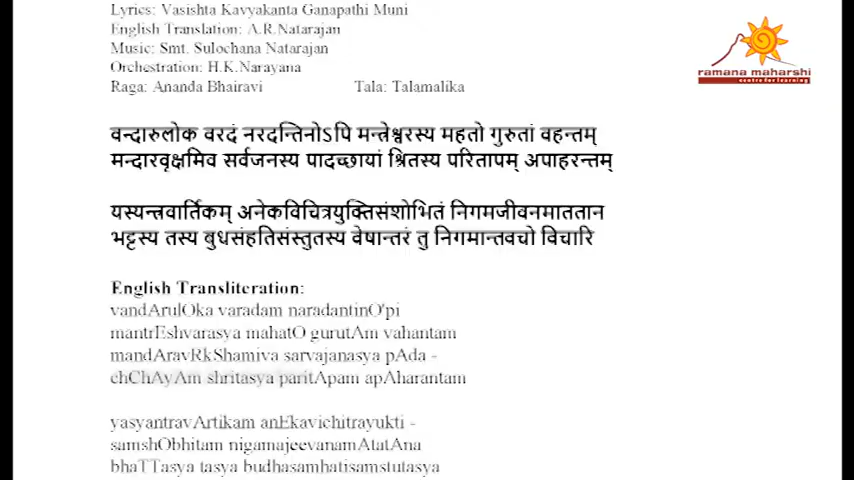 Lyrics: Vasishta Kavyakanta Ganapathi Muni
English Translation: A.R.Natarajan
Music: Smt. Sulochana Natarajan
Orchestration: H.K.Narayana
Raga: Ananda Bhairavi Tala: Talamalika
ramana maharshi
centre for learning
वन्दारुलोक वरदं नरदन्तिनोऽपि मन्त्रेश्वरस्य महतो गुरुतां वहन्तम्
मन्दारवृक्षमिव सर्वजनस्य पादच्छायां श्रितस्य परितापम् अपाहरन्तम्
यस्यन्त्रवार्तिकम् अनेकविचित्रयुक्तिसंशोभितं निगमजीवनमाततान
भट्टस्य तस्य बुधसंहतिसंस्तुतस्य वेषान्तरं तु निगमान्तवचो विचारि
English Transliteration:
vandArulOka varadam naradantinO'pi
mantrEshvarasya mahatO gurutAm vahantam
mandAravRkShamiva sarvajanasya pAda -
chChAyAm shritasya paritApam apAharantam
yasyantravArtikam anEkavichitrayukti -
samshObhitam nigamajeevanamAtatAna
bhaTTasya tasya budhasamhatisamstutasya